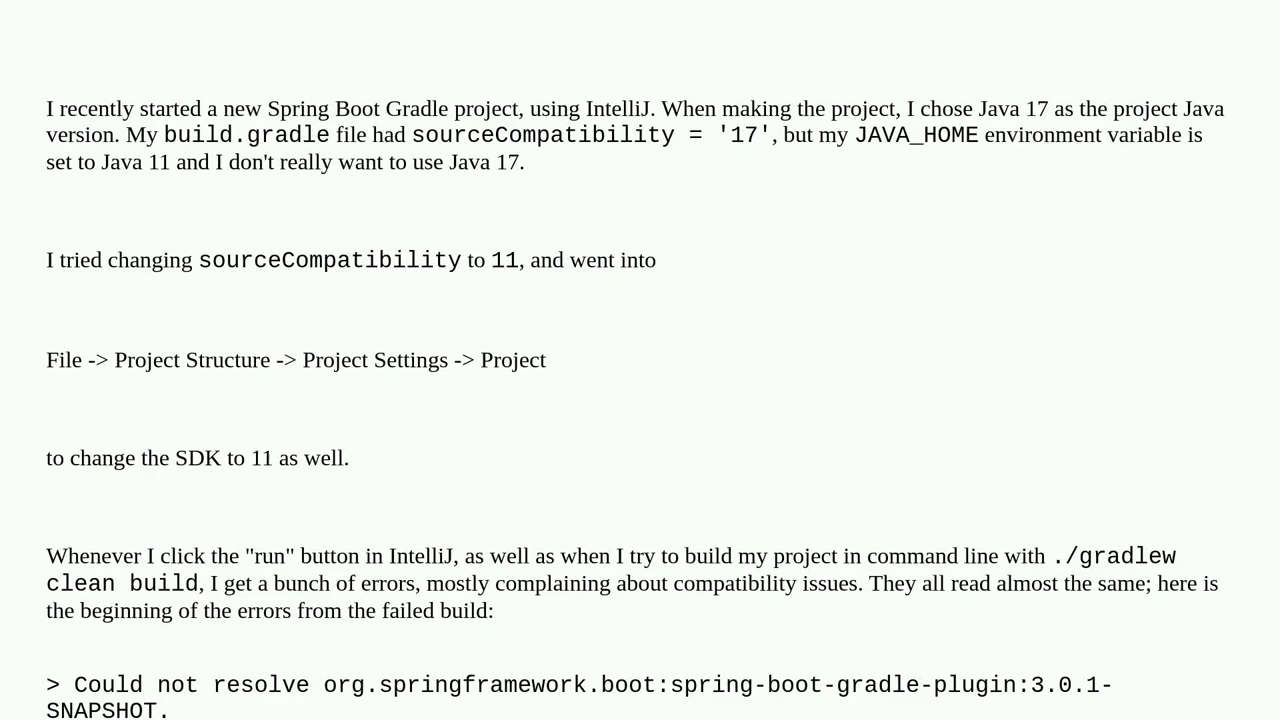 I recently started a new Spring Boot Gradle project, using IntelliJ. When making the project, I chose Java 17 as the project Java
version. My build.gradle file had sourceCompatibility = '17', but my JAVA_HOME environment variable is
set to Java 11 and I don't really want to use Java 17.
I tried changing sourceCompatibility to 11, and went into
File -> Project Structure -> Project Settings -> Project
to change the SDK to 11 as well.
Whenever I click the "run" button in IntelliJ, as well as when I try to build my project in command line with ./gradlew
clean build, I get a bunch of errors, mostly complaining about compatibility issues. They all read almost the same; here is
the beginning of the errors from the failed build:
> Could not resolve org.springframework.boot:spring-boot-gradle-plugin:3.0.1-
SNAPSHOT.